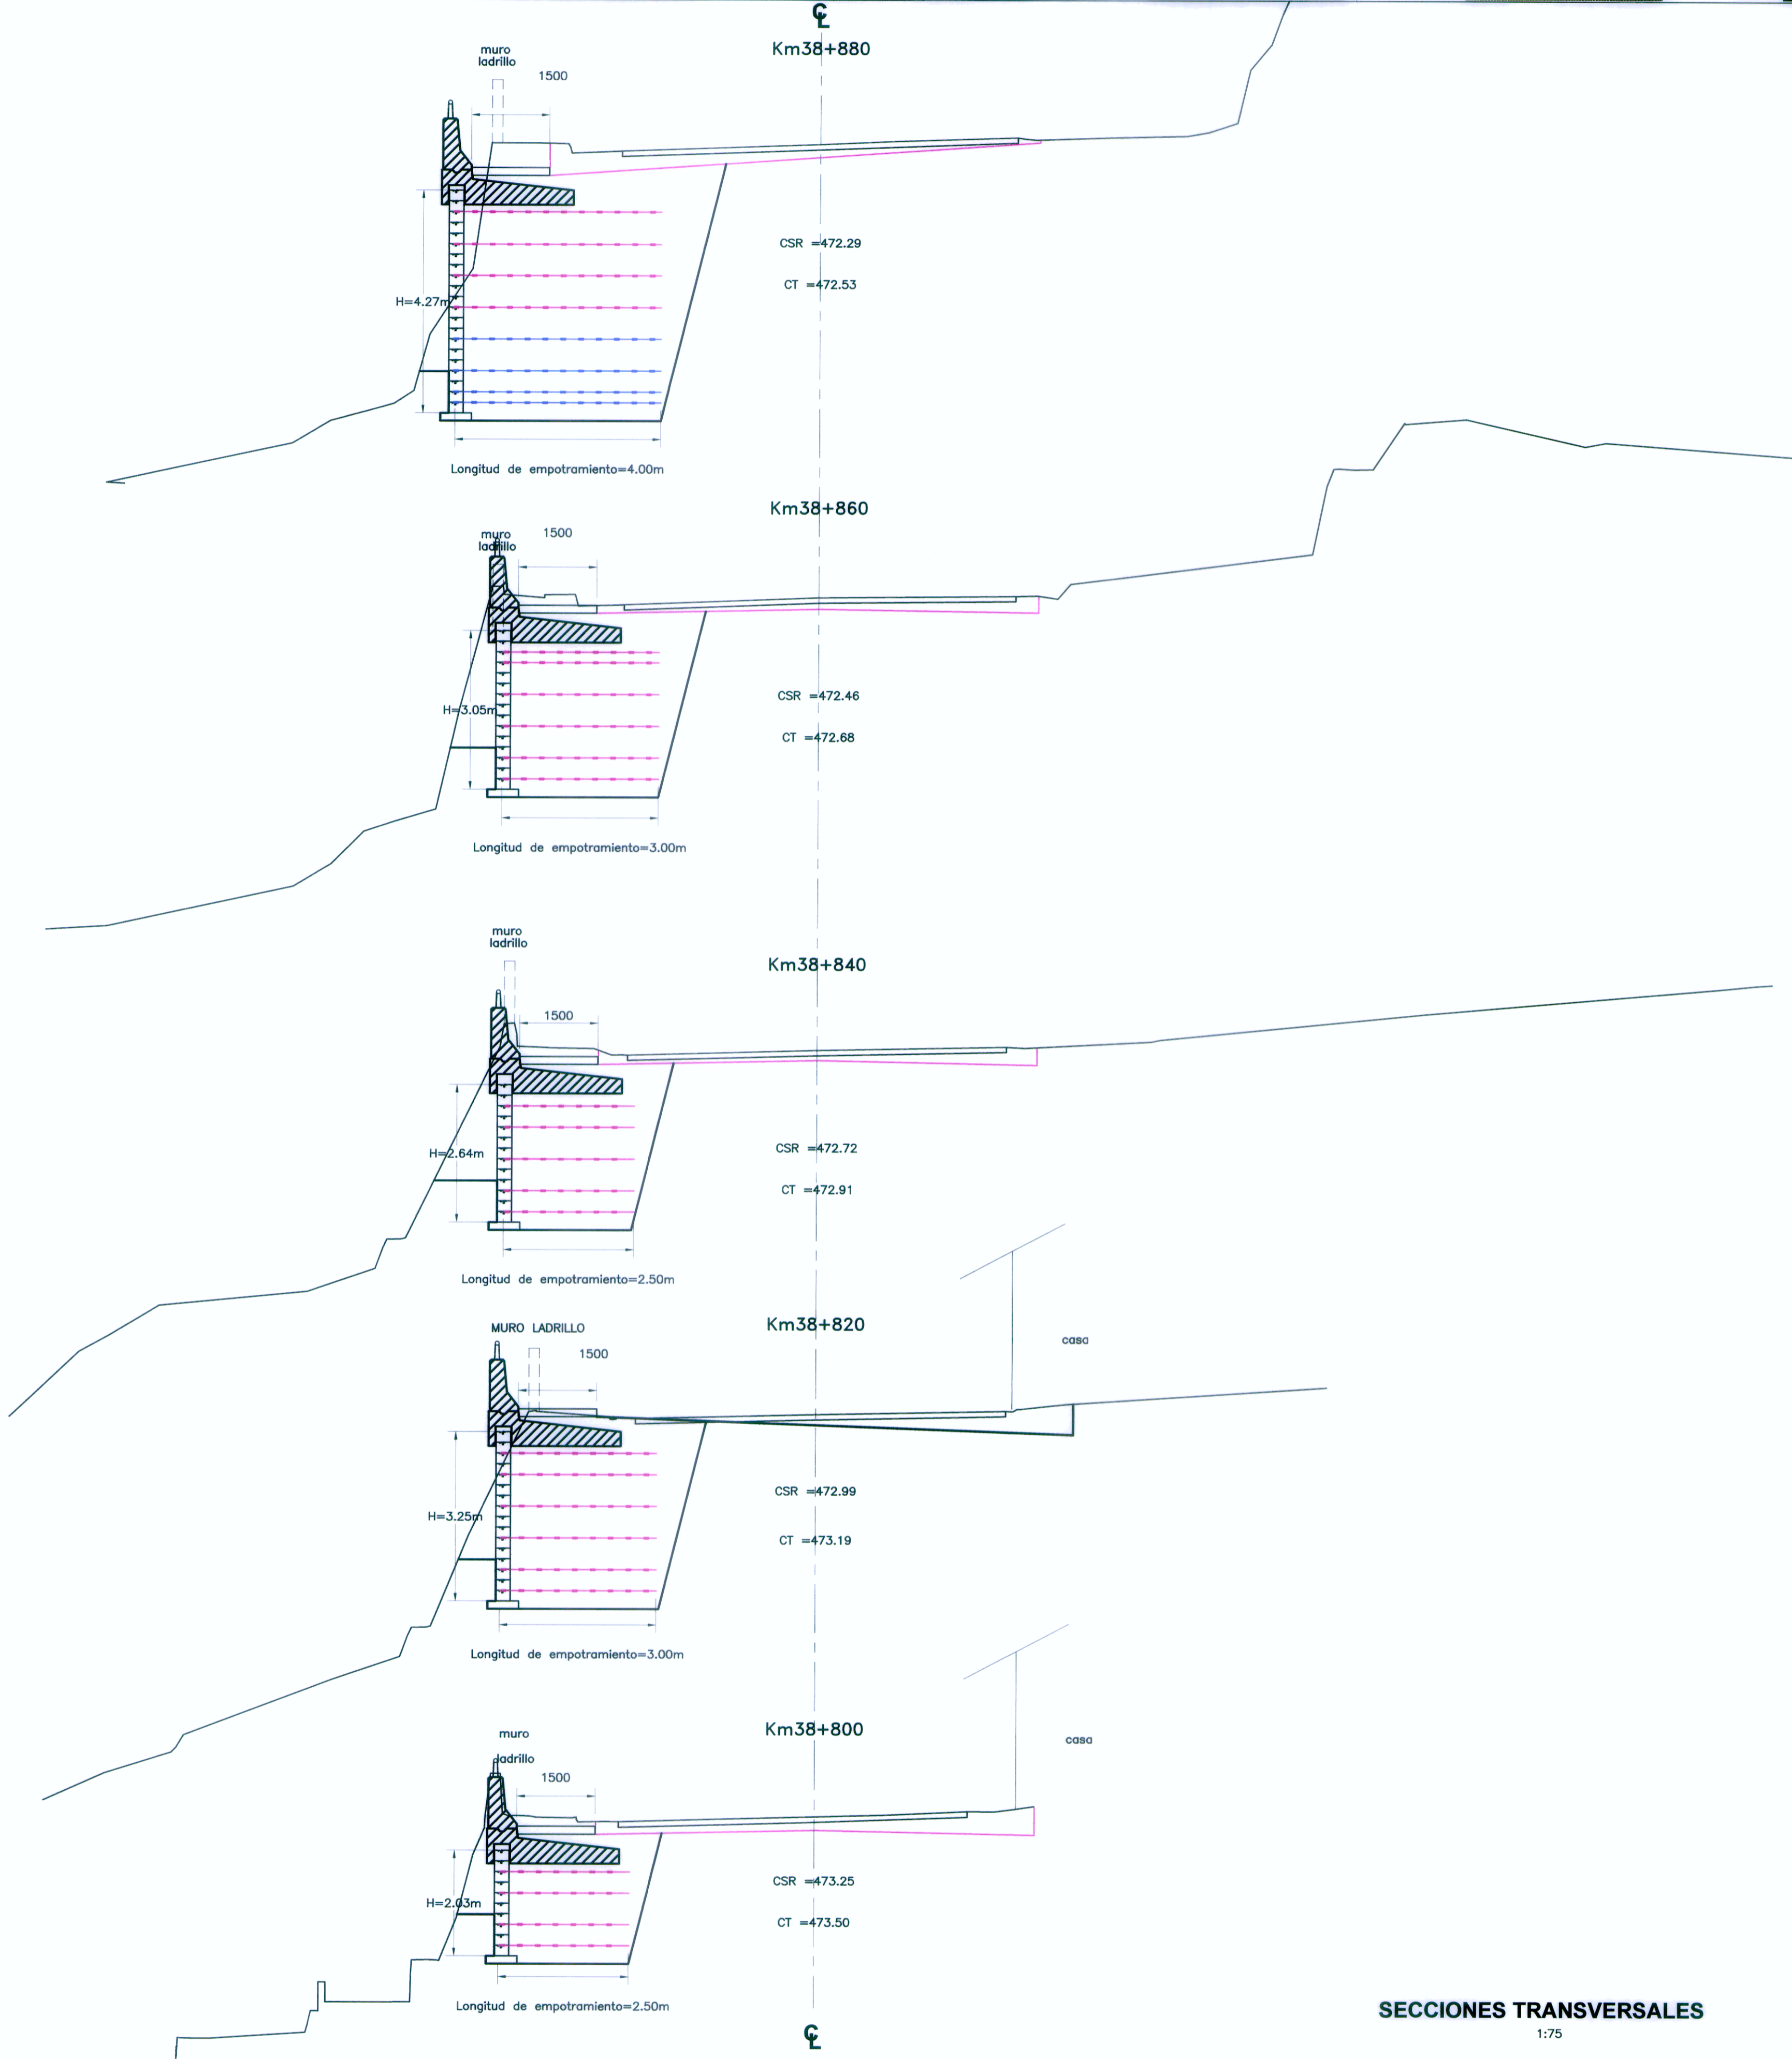 ℄
Km38+880
muro
ladrillo
1500
CSR =472.29
CT =472.53
H=4.27m
Longitud de empotramiento=4.00m
Km38+860
muro
ladrillo
1500
CSR =472.46
H=3.05m
CT =472.68
Longitud de empotramiento=3.00m
muro
ladrillo
Km38+840
1500
CSR =472.72
H=2.64m
CT =472.91
Longitud de empotramiento=2.50m
Km38+820
MURO LADRILLO
casa
1500
CSR =472.99
H=3.25m
CT =473.19
Longitud de empotramiento=3.00m
Km38+800
muro
casa
ladrillo
1500
CSR =473.25
H=2.03m
CT =473.50
Longitud de empotramiento=2.50m
℄
SECCIONES TRANSVERSALES
1:75